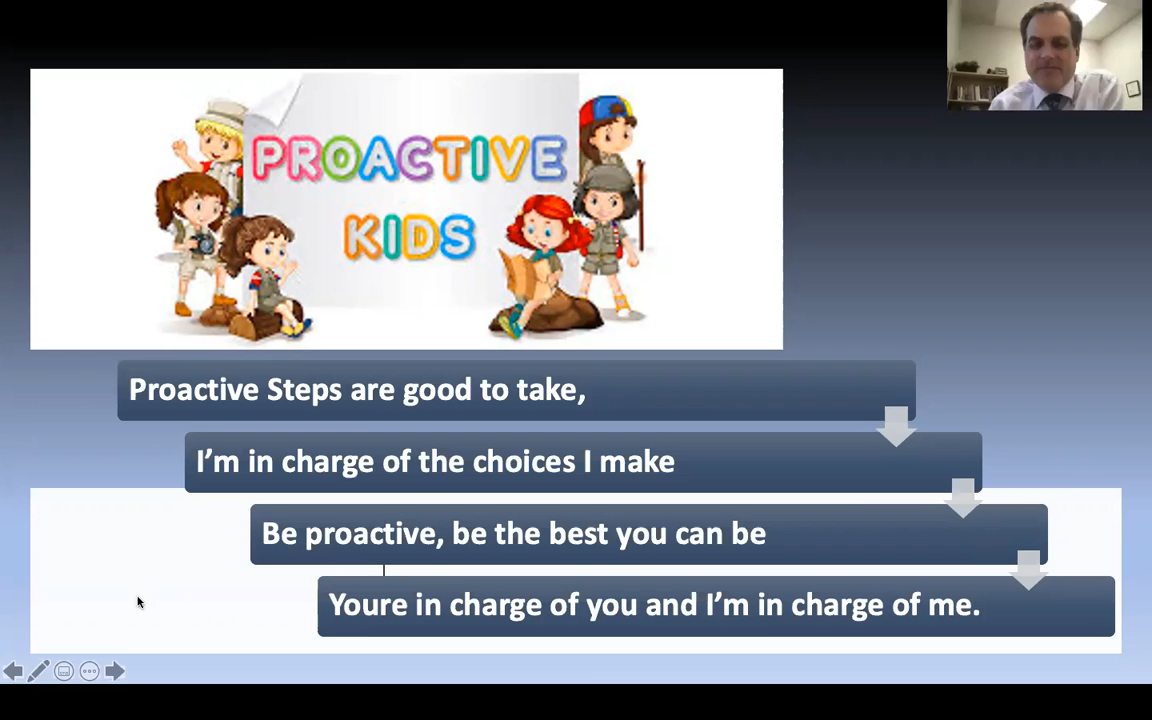 PROACTIVE
KIDS
Proactive Steps are good to take,
I'm in charge of the choices I make
Be proactive, be the best you can be
Youre in charge of you and I'm in charge of me.